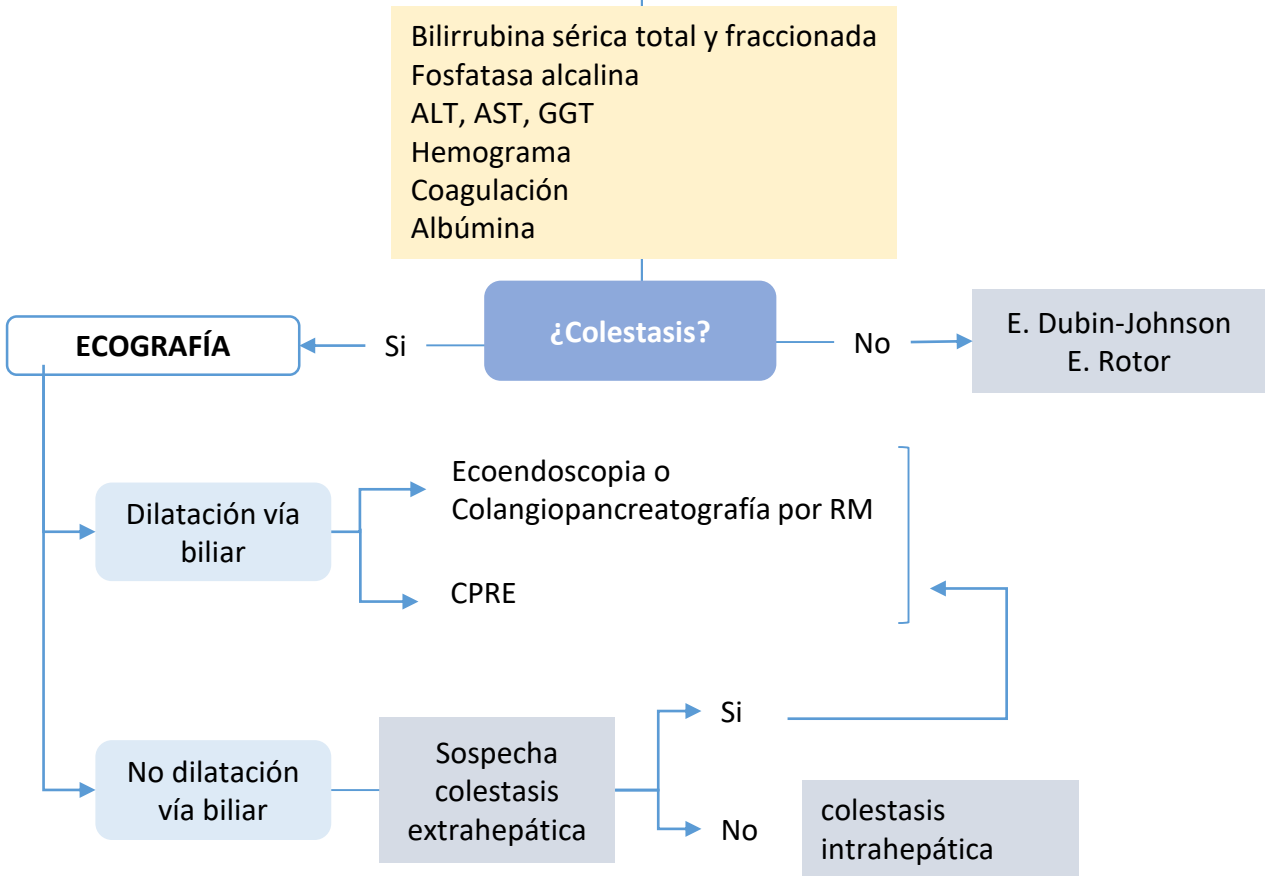 Bilirrubina sérica total y fraccionada
Fosfatasa alcalina
ALT, AST, GGT
Hemograma
Coagulación
Albúmina
¿Colestasis?
ECOGRAFÍA
Si
No
E. Dubin-Johnson
E. Rotor
Ecoendoscopia o
Colangiopancreatografía por RM
Dilatación vía
biliar
CPRE
Si
No dilatación
vía biliar
Sospecha
colestasis
extrahepática
No
colestasis
intrahepática